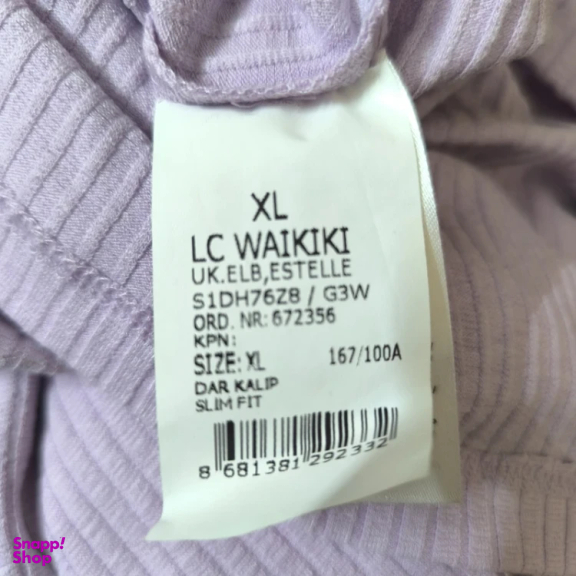 XL
LC WAIKIKI
UK.ELB,ESTELLE
S1DH76Z8 / G3W
ORD. NR: 672356
KPN:
SIZE: XL 167/100A
DAR KALIP
SLIM FIT
8 681381 292332
Snapp!
Shop